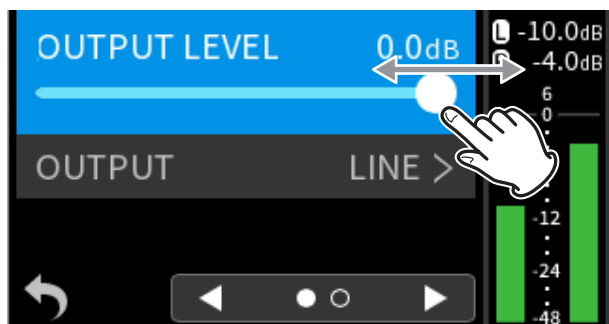 OUTPUT LEVEL 0.0dB
OUTPUT LINE >
L -10.0dB
-4.0dB
6
0
-12
-24
-48